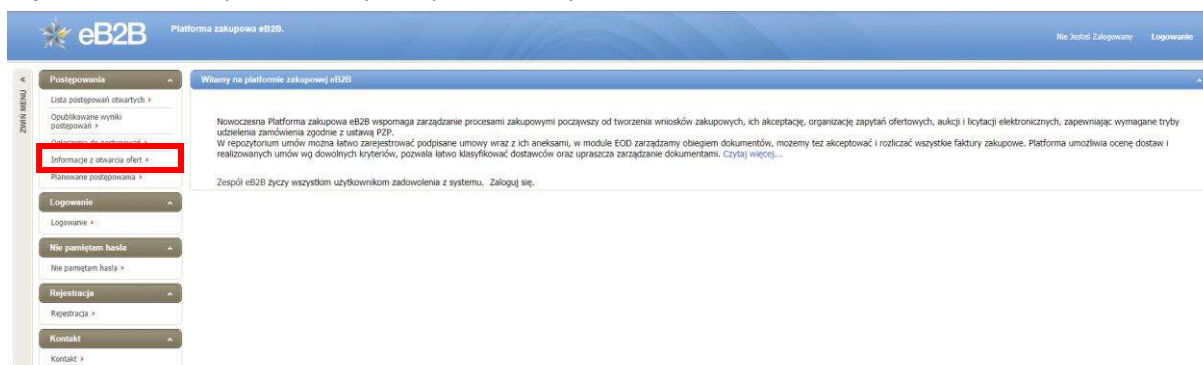 eB2B
Platforma zakupowa eB2B.
Nie Jesteś Zalogowany Logowanie
ZWIŃ MENU
Postępowania
Lista postępowań otwartych
Opublikowane wyniki
postępowań
Ogłoszenia do postępowań
Informacje z otwarcia ofert
Planowane postępowania
Logowanie
Logowanie
Nie pamiętam hasła
Nie pamiętam hasła
Rejestracja
Rejestracja
Kontakt
Kontakt
Witamy na platformie zakupowej eB2B
Nowoczesna Platforma zakupowa eB2B wspomaga zarządzanie procesami zakupowymi począwszy od tworzenia wniosków zakupowych, ich akceptację, organizację zapytań ofertowych, aukcji i licytacji elektronicznych, zapewniając wymagane tryby
udzielenia zamówienia zgodnie z ustawą PZP.
W repozytorium umów można łatwo zarejestrować podpisane umowy wraz z ich aneksami, w module EOD zarządzamy obiegiem dokumentów, możemy też akceptować i rozliczać wszystkie faktury zakupowe. Platforma umożliwia ocenę dostaw i
realizowanych umów wg dowolnych kryteriów, pozwala łatwo klasyfikować dostawców oraz upraszcza zarządzanie dokumentami. Czytaj więcej...
Zespół eB2B życzy wszystkim użytkownikom zadowolenia z systemu. Zaloguj się.